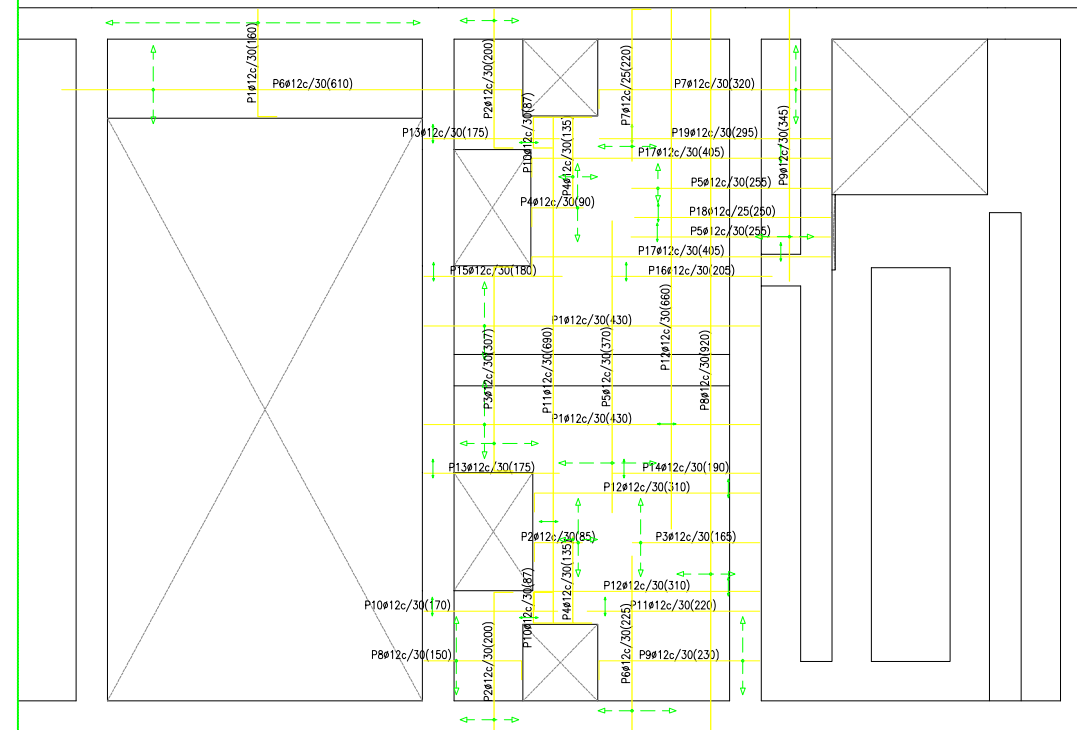 P1ø12c/30(160)
P6ø12c/30(610)
P2ø12c/30(200)
P7ø12c/25(220)
P7ø12c/30(320)
P13ø12c/30(175)
P10ø12c/30(87)
P4ø12c/30(135)
P19ø12c/30(295)
P9ø12c/30(345)
P17ø12c/30(405)
P5ø12c/30(255)
P4ø12c/30(90)
P18ø12c/25(250)
P5ø12c/30(255)
P17ø12c/30(405)
P15ø12c/30(180)
P16ø12c/30(205)
P1ø12c/30(430)
P12ø12c/30(660)
P3ø12c/30(307)
P11ø12c/30(690)
P5ø12c/30(370)
P8ø12c/30(920)
P1ø12c/30(430)
P13ø12c/30(175)
P14ø12c/30(190)
P12ø12c/30(310)
P2ø12c/30(85)
P3ø12c/30(165)
P4ø12c/30(135)
P10ø12c/30(87)
P12ø12c/30(310)
P10ø12c/30(170)
P11ø12c/30(220)
P6ø12c/30(225)
P8ø12c/30(150)
P2ø12c/30(200)
P9ø12c/30(230)